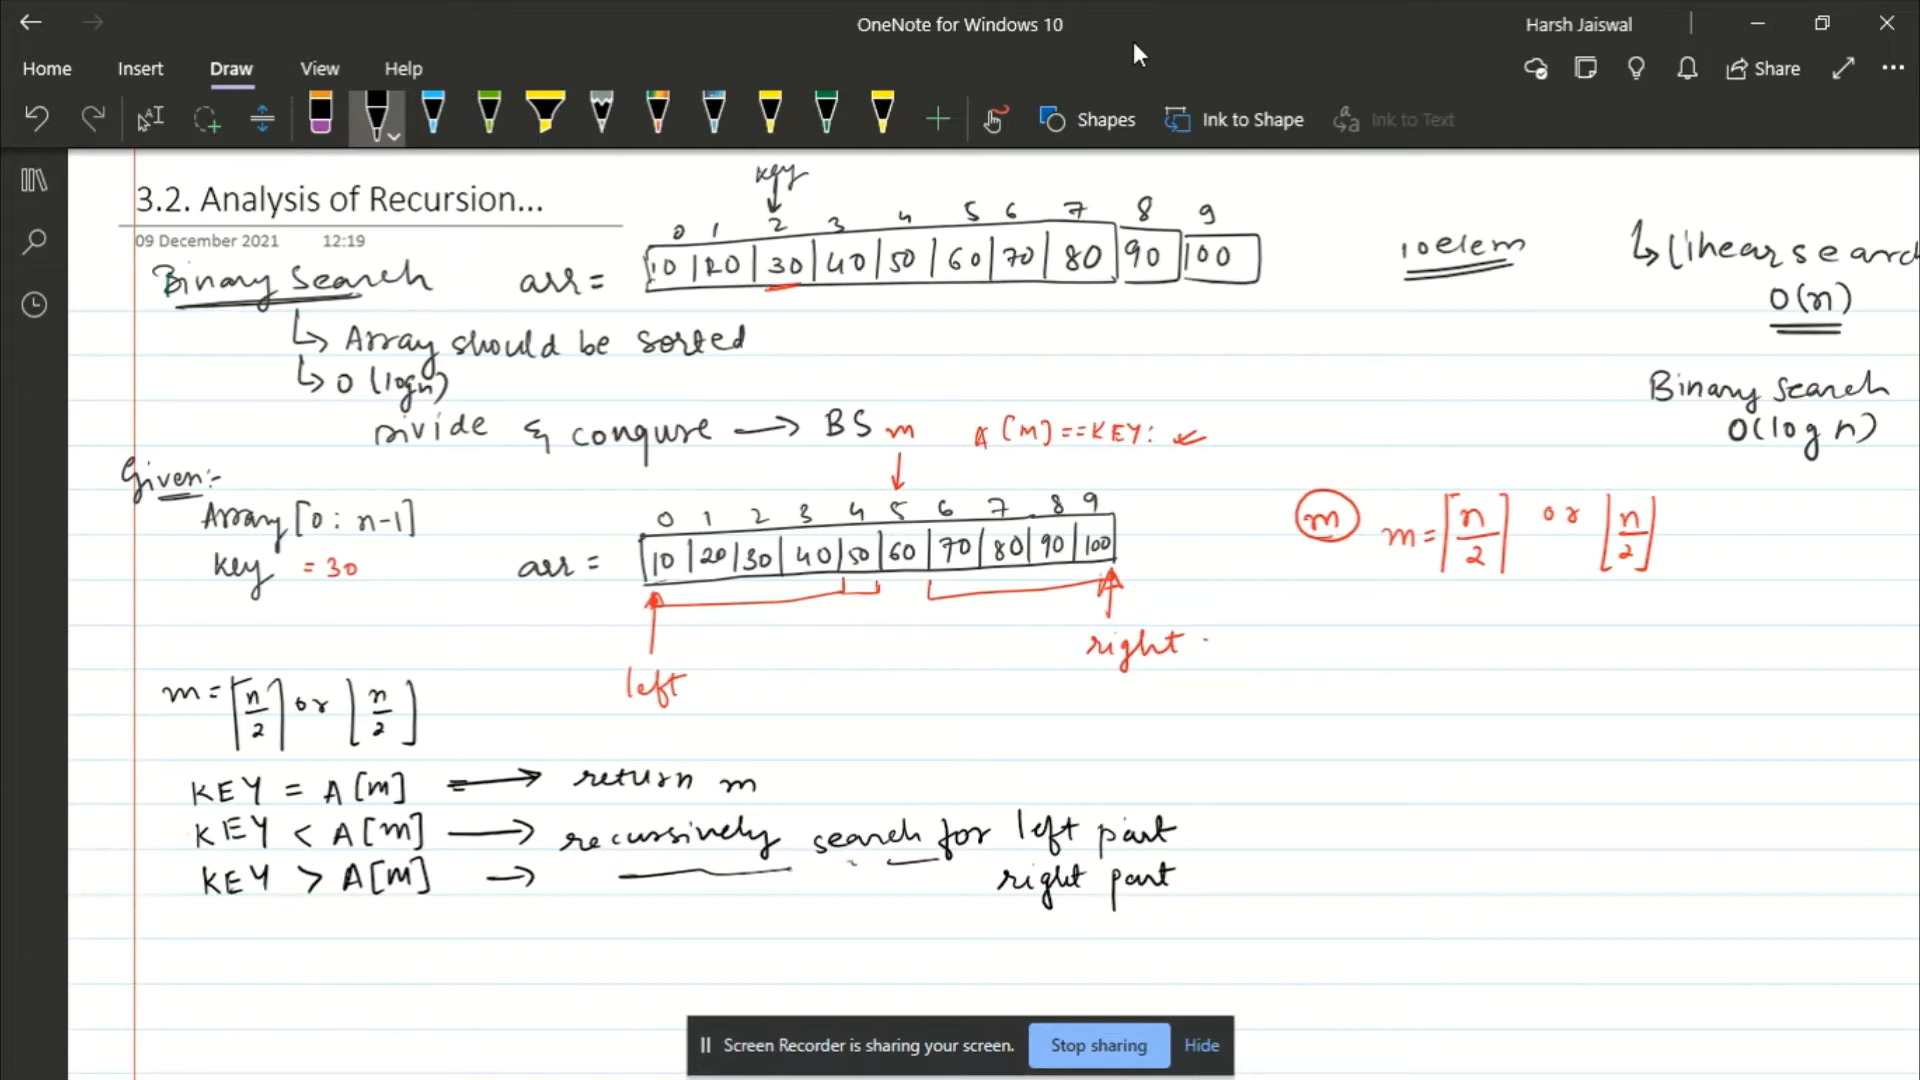 OneNote for Windows 10
Harsh Jaiswal
Home Insert Draw View Help
Share
Shapes Ink to Shape Ink to Text
3.2. Analysis of Recursion...
09 December 2021 12:19
key
0 1 2 3 4 5 6 7 8 9
Binary Search arr = 10 20 30 40 50 60 70 80 90 100
10 elem
↳ Linear search
O(n)
↳ Array should be sorted
↳ O (logn)
Binary search
O(log n)
Divide & conqure → BS
m A[M]==KEY:
Given:-
Array [0: n-1]
key = 30
0 1 2 3 4 5 6 7 8 9
arr = 10 20 30 40 50 60 70 80 90 100
m m = ⌈n/2⌉ or ⌊n/2⌋
left right
m = ⌈n/2⌉ or ⌊n/2⌋
KEY = A[m] → return m
KEY < A[m] → recussively search for left part
KEY > A[m] → right part
Screen Recorder is sharing your screen. Stop sharing Hide